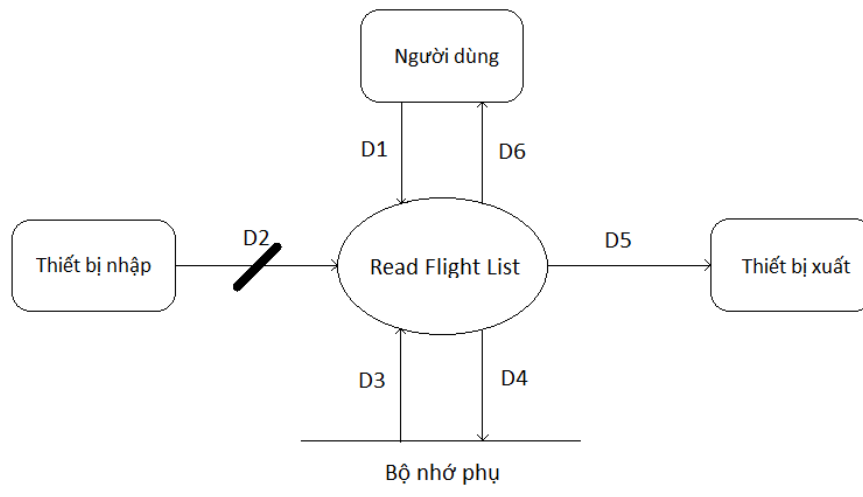 Người dùng
D1
D6
D2
D5
Thiết bị nhập
Read Flight List
Thiết bị xuất
D3
D4
Bộ nhớ phụ